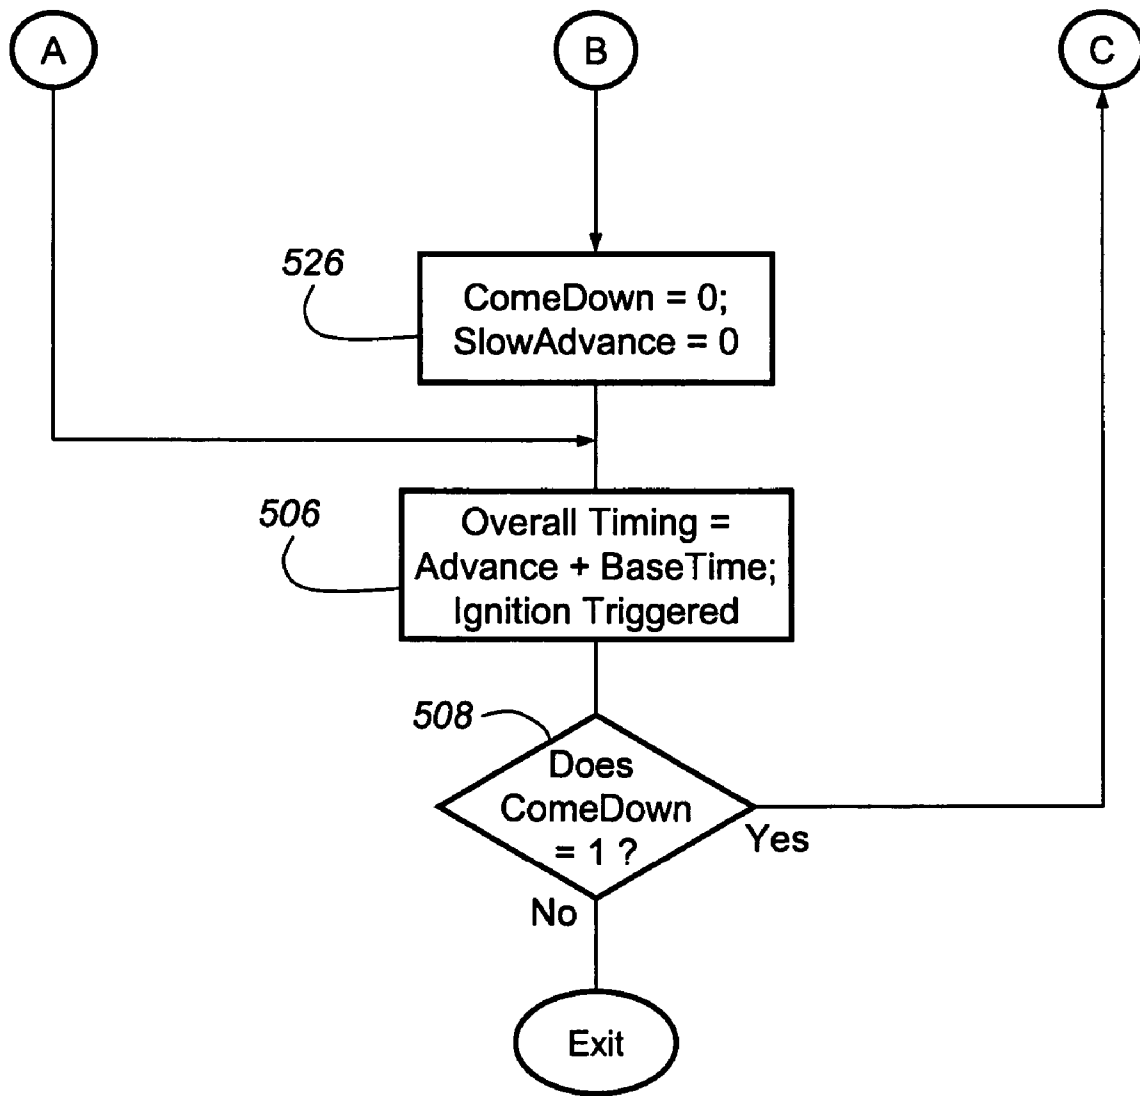 A
B
C
526
ComeDown = 0;
SlowAdvance = 0
506
Overall Timing =
Advance + BaseTime;
Ignition Triggered
508
Does
ComeDown
= 1 ?
Yes
No
Exit